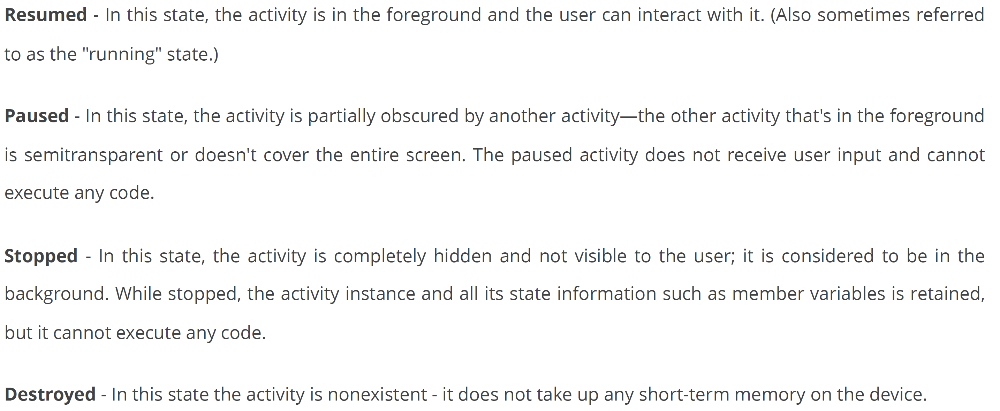 Resumed - In this state, the activity is in the foreground and the user can interact with it. (Also sometimes referred
to as the "running" state.)
Paused - In this state, the activity is partially obscured by another activity—the other activity that's in the foreground
is semitransparent or doesn't cover the entire screen. The paused activity does not receive user input and cannot
execute any code.
Stopped - In this state, the activity is completely hidden and not visible to the user; it is considered to be in the
background. While stopped, the activity instance and all its state information such as member variables is retained,
but it cannot execute any code.
Destroyed - In this state the activity is nonexistent - it does not take up any short-term memory on the device.